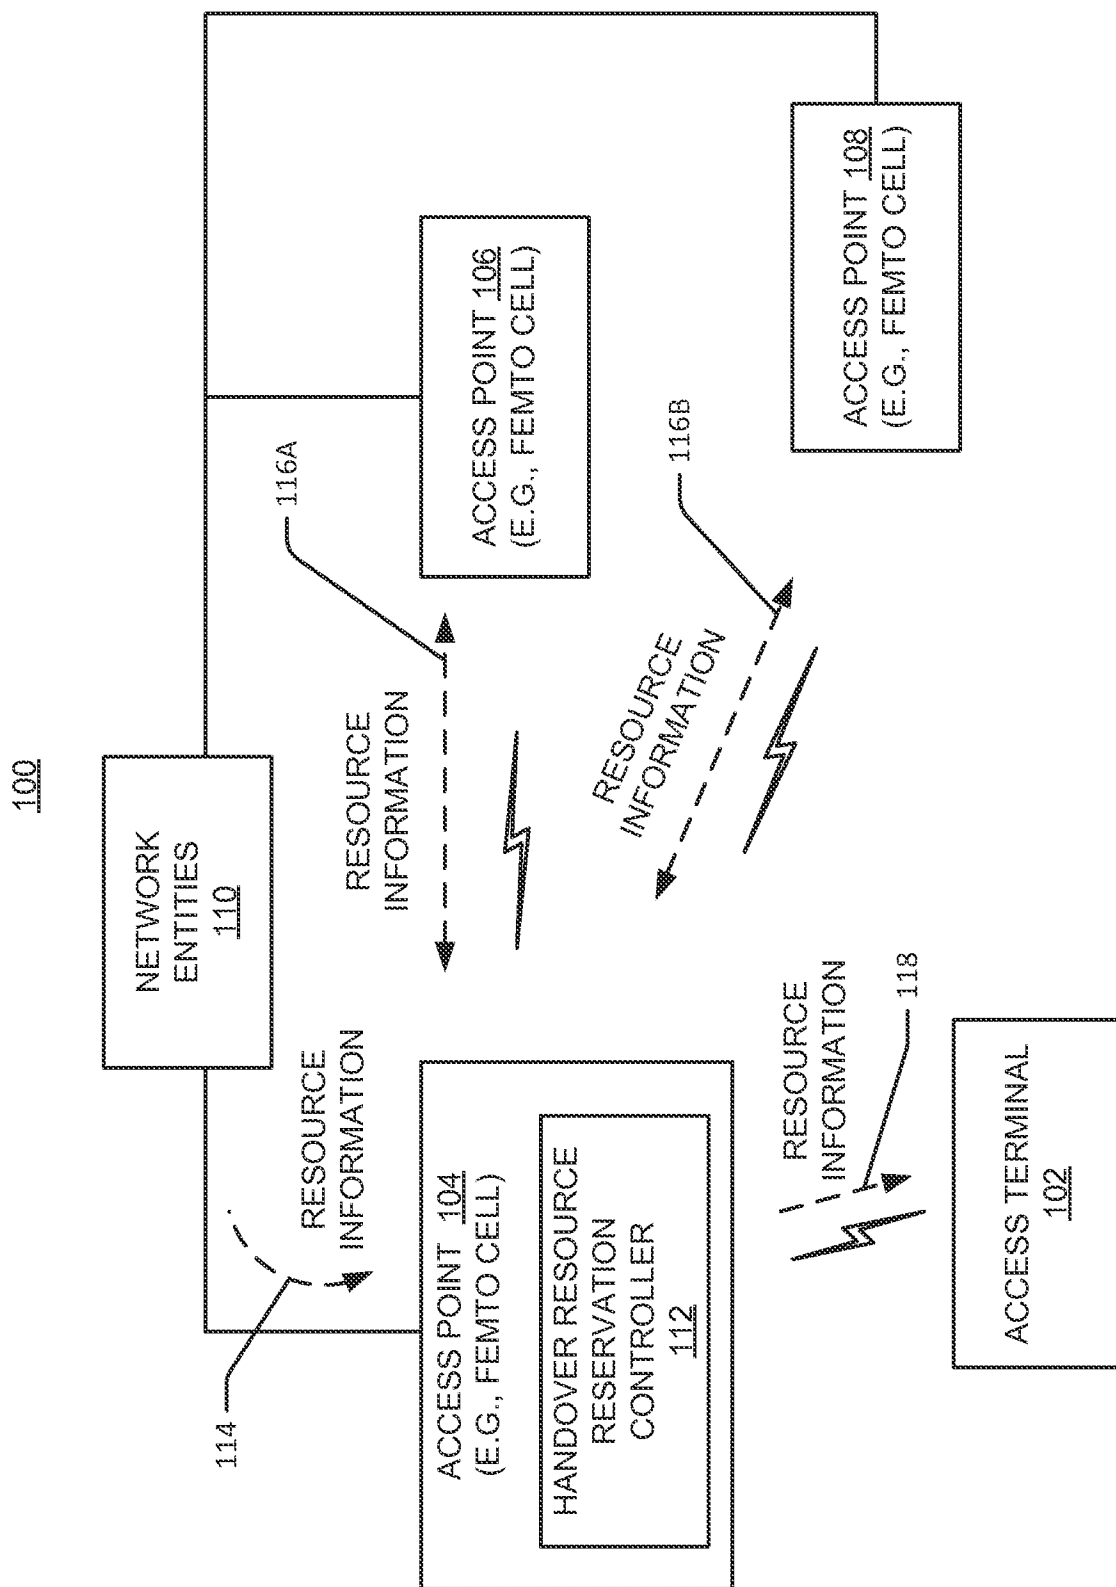 100
NETWORK
ENTITIES
110
114
RESOURCE
INFORMATION
116A
RESOURCE
INFORMATION
ACCESS POINT 104
(E.G., FEMTO CELL)
HANDOVER RESOURCE
RESERVATION
CONTROLLER
112
ACCESS POINT 106
(E.G., FEMTO CELL)
RESOURCE
INFORMATION
116B
RESOURCE
INFORMATION
118
ACCESS POINT 108
(E.G., FEMTO CELL)
ACCESS TERMINAL
102